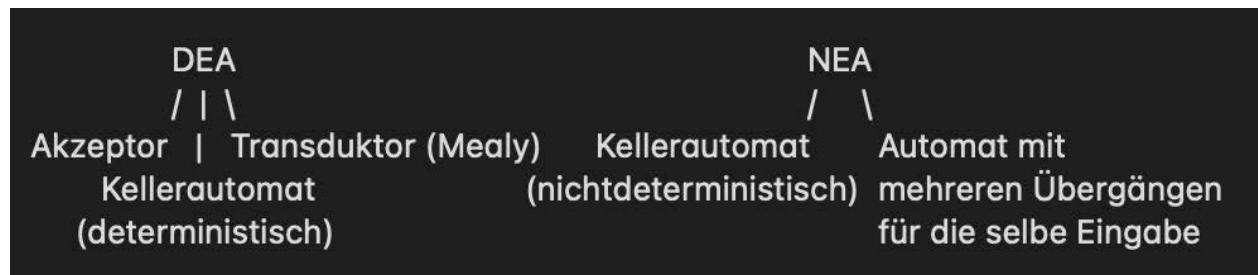 DEA NEA
/ | \ / \
Akzeptor | Transduktor (Mealy) Kellerautomat Automat mit
Kellerautomat (nichtdeterministisch) mehreren Übergängen
(deterministisch) für die selbe Eingabe